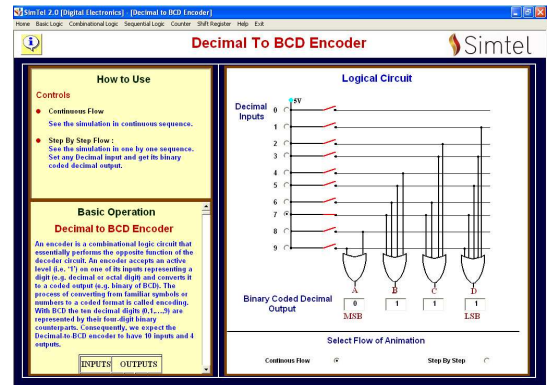 SimTel 2.0 [Digital Electronics] - [Decimal to BCD Encoder]
Home Basic Logic Combinational Logic Sequential Logic Counter Shift Register Help Exit
Decimal To BCD Encoder
Simtel
How to Use
Controls
Continuous Flow
See the simulation in continuous sequence.
Step By Step Flow :
See the simulation in one by one sequence.
Set any Decimal input and get its binary
coded decimal output.
Basic Operation
Decimal to BCD Encoder
An encoder is a combinational logic circuit that
essentially performs the opposite function of the
decoder circuit. An encoder accepts an active
level (i.e. '1') on one of its inputs representing a
digit (e.g. decimal or octal digit) and converts it
to a coded output (e.g. binary of BCD). The
process of converting from familiar symbols or
numbers to a coded format is called encoding.
With BCD the ten decimal digits (0,1,...,9) are
represented by their four-digit binary
counterparts. Consequently, we expect the
Decimal-to-BCD encoder to have 10 inputs and 4
outputs.
INPUTS OUTPUTS
Logical Circuit
5V
Decimal
Inputs
0
1
2
3
4
5
6
7
8
9
A B C D
Binary Coded Decimal
Output
0 1 1 1
MSB LSB
Select Flow of Animation
Continous Flow Step By Step